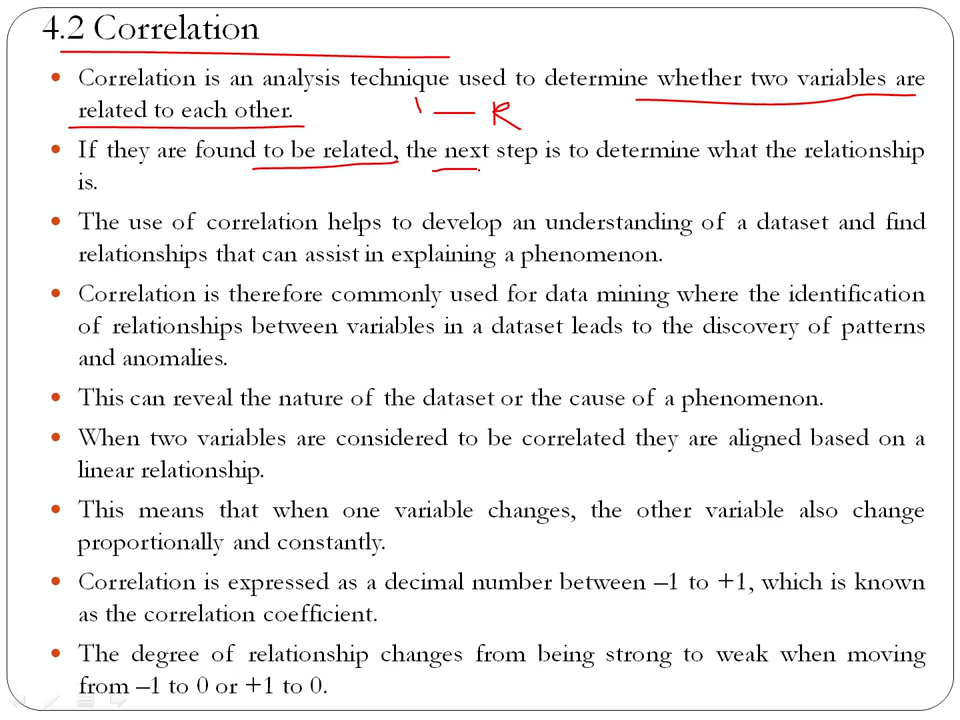 4.2 Correlation
• Correlation is an analysis technique used to determine whether two variables are
related to each other.
— R
• If they are found to be related, the next step is to determine what the relationship
is.
• The use of correlation helps to develop an understanding of a dataset and find
relationships that can assist in explaining a phenomenon.
• Correlation is therefore commonly used for data mining where the identification
of relationships between variables in a dataset leads to the discovery of patterns
and anomalies.
• This can reveal the nature of the dataset or the cause of a phenomenon.
• When two variables are considered to be correlated they are aligned based on a
linear relationship.
• This means that when one variable changes, the other variable also change
proportionally and constantly.
• Correlation is expressed as a decimal number between –1 to +1, which is known
as the correlation coefficient.
• The degree of relationship changes from being strong to weak when moving
from –1 to 0 or +1 to 0.